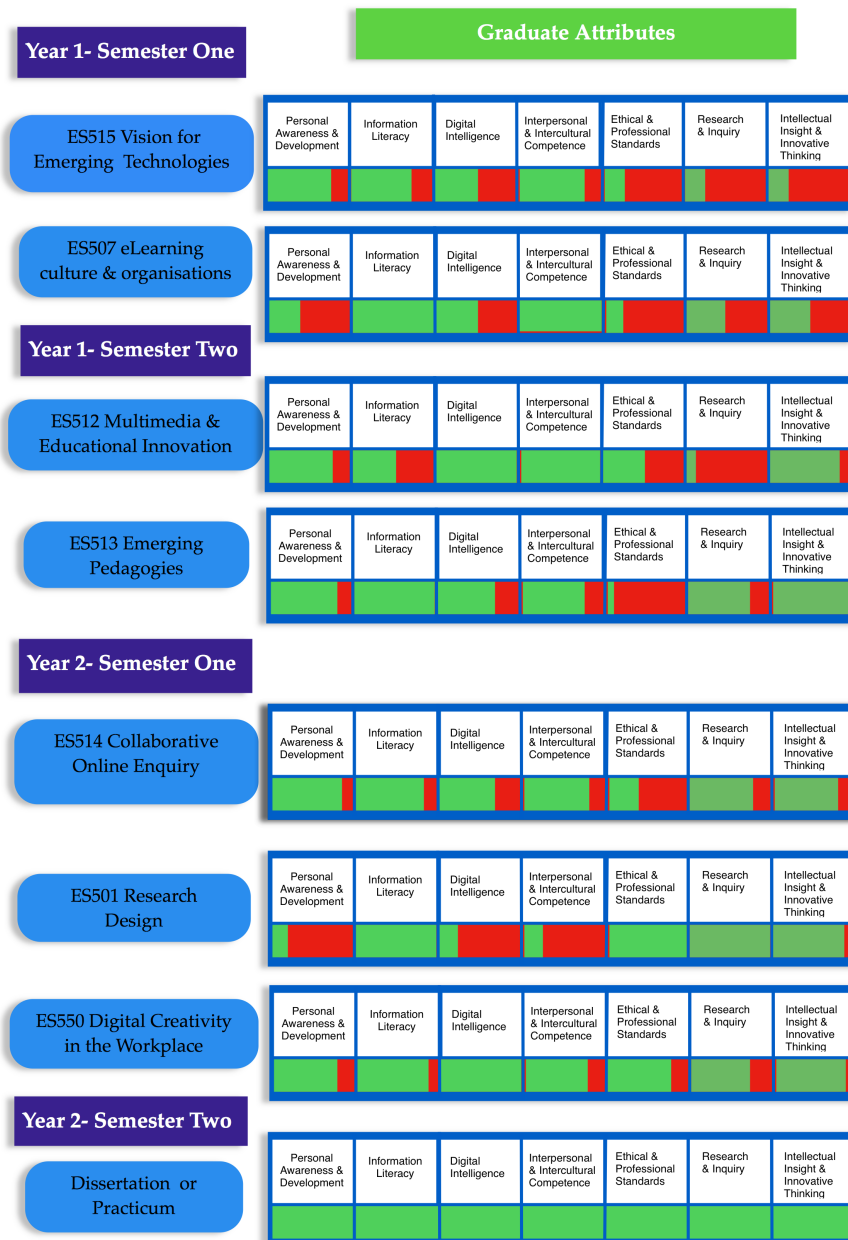 Graduate Attributes
Year 1- Semester One
ES515 Vision for
Emerging Technologies
Personal
Awareness &
Development
Information
Literacy
Digital
Intelligence
Interpersonal
& Intercultural
Competence
Ethical &
Professional
Standards
Research
& Inquiry
Intellectual
Insight &
Innovative
Thinking
ES507 eLearning
culture & organisations
Personal
Awareness &
Development
Information
Literacy
Digital
Intelligence
Interpersonal
& Intercultural
Competence
Ethical &
Professional
Standards
Research
& Inquiry
Intellectual
Insight &
Innovative
Thinking
Year 1- Semester Two
ES512 Multimedia &
Educational Innovation
Personal
Awareness &
Development
Information
Literacy
Digital
Intelligence
Interpersonal
& Intercultural
Competence
Ethical &
Professional
Standards
Research
& Inquiry
Intellectual
Insight &
Innovative
Thinking
ES513 Emerging
Pedagogies
Personal
Awareness &
Development
Information
Literacy
Digital
Intelligence
Interpersonal
& Intercultural
Competence
Ethical &
Professional
Standards
Research
& Inquiry
Intellectual
Insight &
Innovative
Thinking
Year 2- Semester One
ES514 Collaborative
Online Enquiry
Personal
Awareness &
Development
Information
Literacy
Digital
Intelligence
Interpersonal
& Intercultural
Competence
Ethical &
Professional
Standards
Research
& Inquiry
Intellectual
Insight &
Innovative
Thinking
ES501 Research
Design
Personal
Awareness &
Development
Information
Literacy
Digital
Intelligence
Interpersonal
& Intercultural
Competence
Ethical &
Professional
Standards
Research
& Inquiry
Intellectual
Insight &
Innovative
Thinking
ES550 Digital Creativity
in the Workplace
Personal
Awareness &
Development
Information
Literacy
Digital
Intelligence
Interpersonal
& Intercultural
Competence
Ethical &
Professional
Standards
Research
& Inquiry
Intellectual
Insight &
Innovative
Thinking
Year 2- Semester Two
Dissertation or
Practicum
Personal
Awareness &
Development
Information
Literacy
Digital
Intelligence
Interpersonal
& Intercultural
Competence
Ethical &
Professional
Standards
Research
& Inquiry
Intellectual
Insight &
Innovative
Thinking